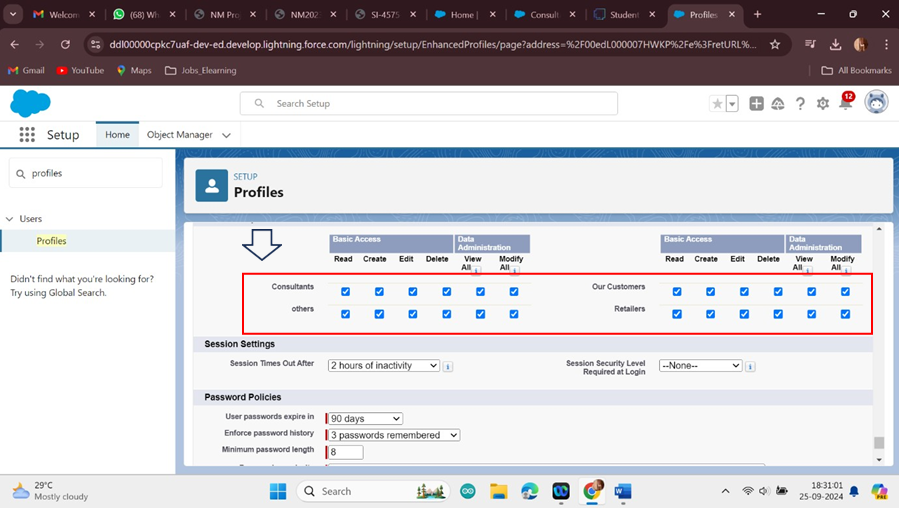 Welcom
(68) Wh
NM Proj
NM202
SI-4575
Home |
Consult
Student
Profiles
ddl00000cpkc7uaf-dev-ed.develop.lightning.force.com/lightning/setup/EnhancedProfiles/page?address=%2F00edL000007HWKP%2Fe%3FretURL%...
Gmail YouTube Maps Jobs_Elearning All Bookmarks
Search Setup
12
Setup Home Object Manager
profiles
Users
Profiles
Didn't find what you're looking for?
Try using Global Search.
SETUP
Profiles
Basic Access Data Administration Basic Access Data Administration
Read Create Edit Delete View All Modify All Read Create Edit Delete View All Modify All
Consultants Our Customers
others Retailers
Session Settings
Session Times Out After 2 hours of inactivity Session Security Level Required at Login --None--
Password Policies
User passwords expire in 90 days
Enforce password history 3 passwords remembered
Minimum password length 8
29°C
Mostly cloudy
Search
18:31:01
25-09-2024